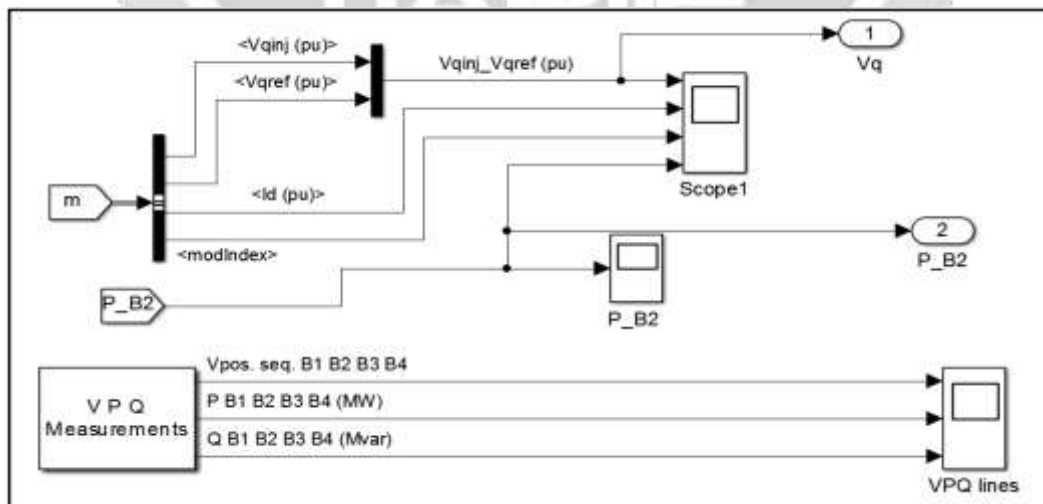 <Vqinj (pu)>
<Vqref (pu)>
Vqinj_Vqref (pu)
1
Vq
m
<Id (pu)>
<modIndex>
Scope1
2
P_B2
P_B2
P_B2
V P Q
Measurements
Vpos. seq. B1 B2 B3 B4
P B1 B2 B3 B4 (MW)
Q B1 B2 B3 B4 (Mvar)
VPQ lines